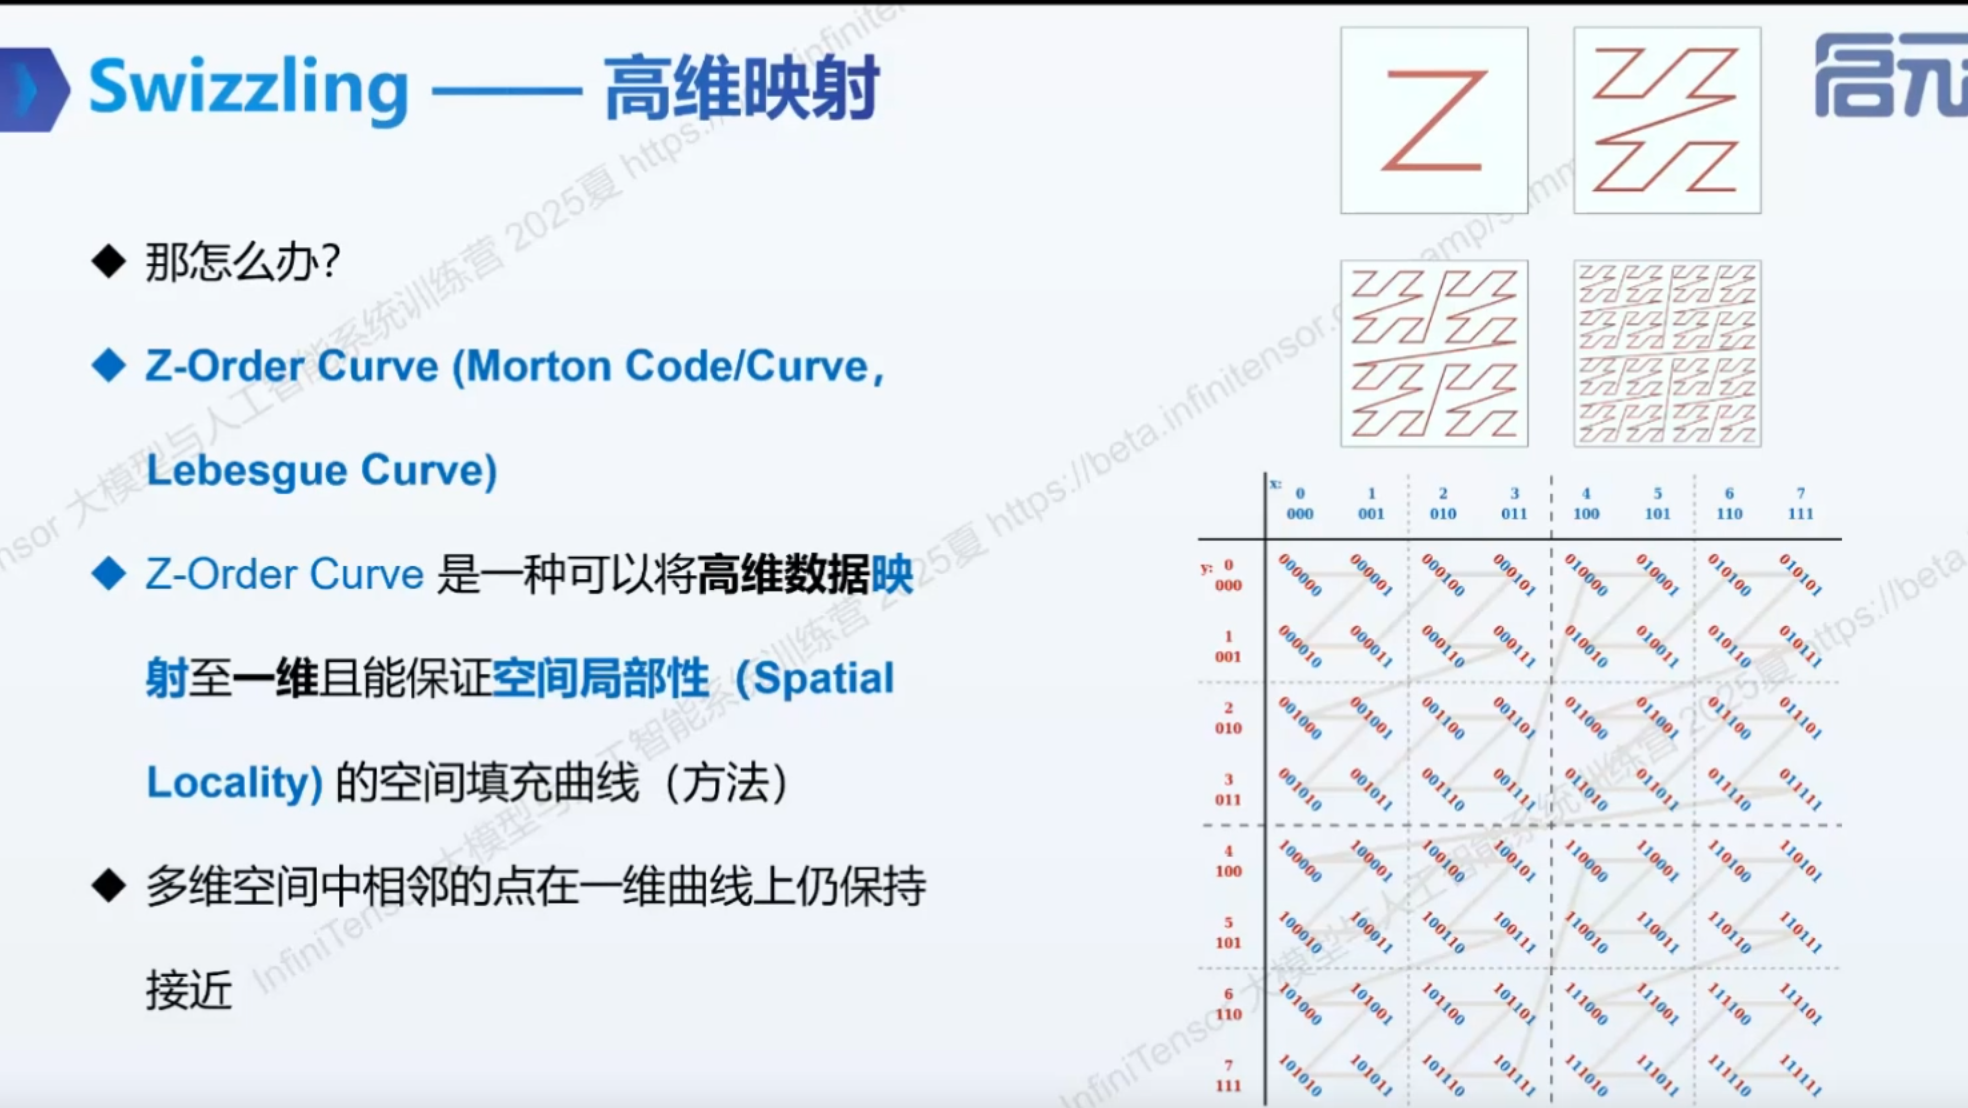 Swizzling —— 高维映射
启元
◆ 那怎么办?
◆ Z-Order Curve (Morton Code/Curve,
Lebesgue Curve)
◆ Z-Order Curve 是一种可以将高维数据映
射至一维且能保证空间局部性（Spatial
Locality) 的空间填充曲线（方法）
◆ 多维空间中相邻的点在一维曲线上仍保持
接近
x: 0 1 2 3 4 5 6 7
000 001 010 011 100 101 110 111
y: 0
000 000000 000001 000100 000101 010000 010001 010100 010101
1
001 000010 000011 000110 000111 010010 010011 010110 010111
2
010 001000 001001 001100 001101 011000 011001 011100 011101
3
011 001010 001011 001110 001111 011010 011011 011110 011111
4
100 100000 100001 100100 100101 110000 110001 110100 110101
5
101 100010 100011 100110 100111 110010 110011 110110 110111
6
110 101000 101001 101100 101101 111000 111001 111100 111101
7
111 101010 101011 101110 101111 111010 111011 111110 111111
InfiniTensor 大模型与人工智能系统训练营 2025夏 https://beta.infinitensor.